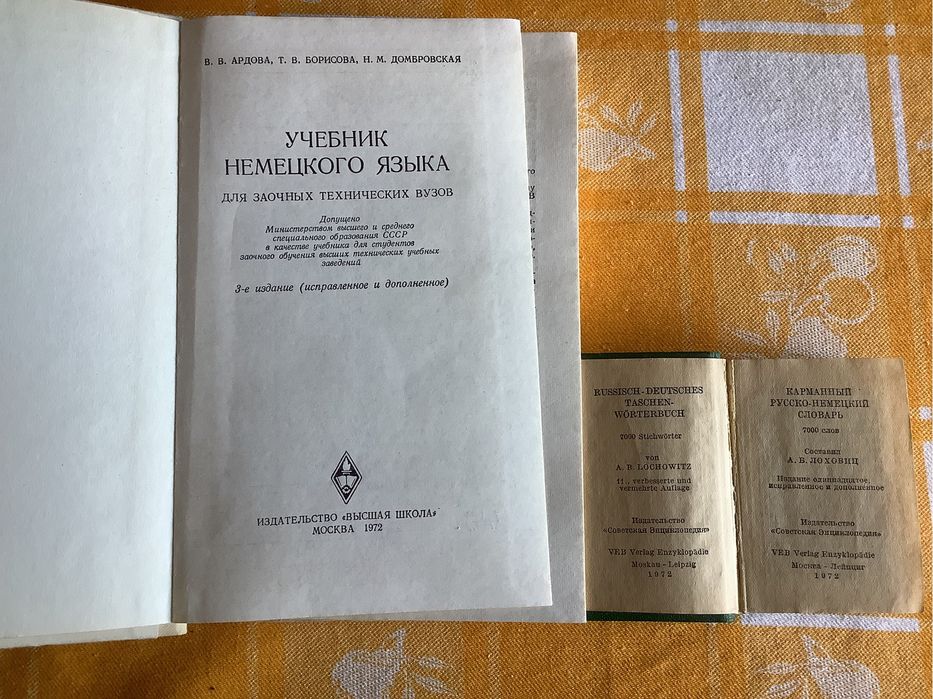 В. В. АРДОВА, Т. В. БОРИСОВА, Н. М. ДОМБРОВСКАЯ
УЧЕБНИК
НЕМЕЦКОГО ЯЗЫКА
ДЛЯ ЗАОЧНЫХ ТЕХНИЧЕСКИХ ВУЗОВ
Допущено
Министерством высшего и среднего
специального образования СССР
в качестве учебника для студентов
заочного обучения высших технических учебных
заведений
3-е издание (исправленное и дополненное)
ИЗДАТЕЛЬСТВО «ВЫСШАЯ ШКОЛА»
МОСКВА 1972
RUSSISCH-DEUTSCHES
TASCHEN-
WÖRTERBUCH
7000 Stichwörter
von
A. B. LOCHOWITZ
11., verbesserte und
vermehrte Auflage
Издательство
«Советская Энциклопедия»
VEB Verlag Enzyklopädie
Moskau - Leipzig
1972
КАРМАННЫЙ
РУССКО-НЕМЕЦКИЙ
СЛОВАРЬ
7000 слов
Составил
А. Б. ЛОХОВИЦ
Издание одиннадцатое,
исправленное и дополненное
Издательство
«Советская Энциклопедия»
VEB Verlag Enzyklopädie
Москва - Лейпциг
1972